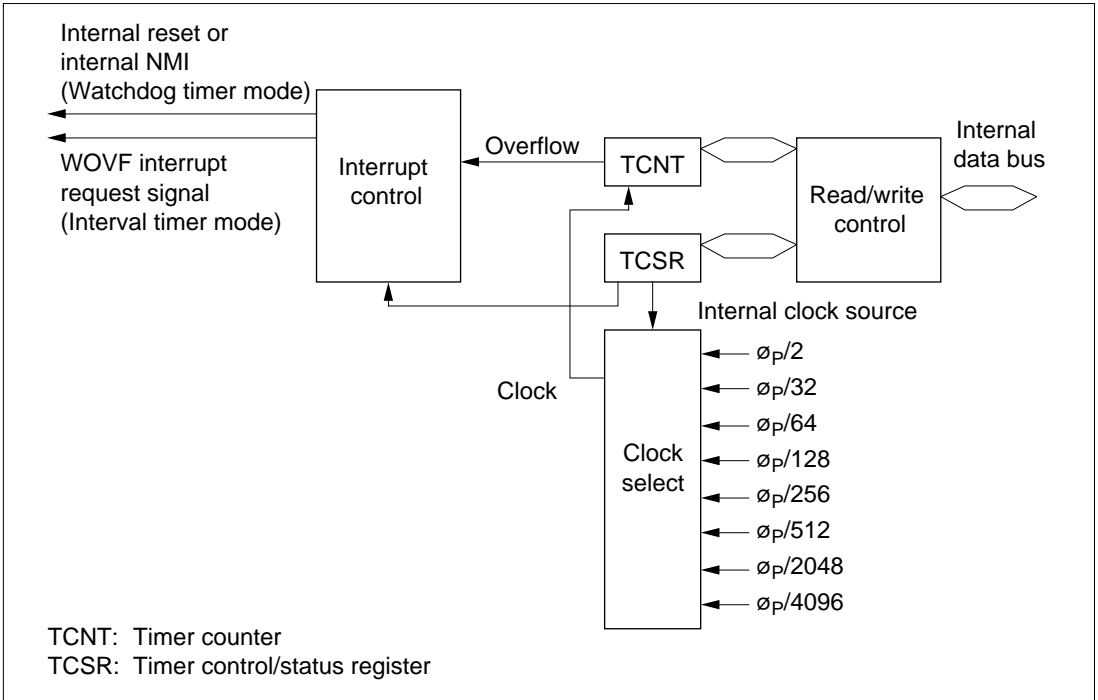 Internal reset or
internal NMI
(Watchdog timer mode)
WOVF interrupt
request signal
(Interval timer mode)
Interrupt
control
Overflow
TCNT
TCSR
Read/write
control
Internal
data bus
Internal clock source
Clock
Clock
select
øP/2
øP/32
øP/64
øP/128
øP/256
øP/512
øP/2048
øP/4096
TCNT: Timer counter
TCSR: Timer control/status register